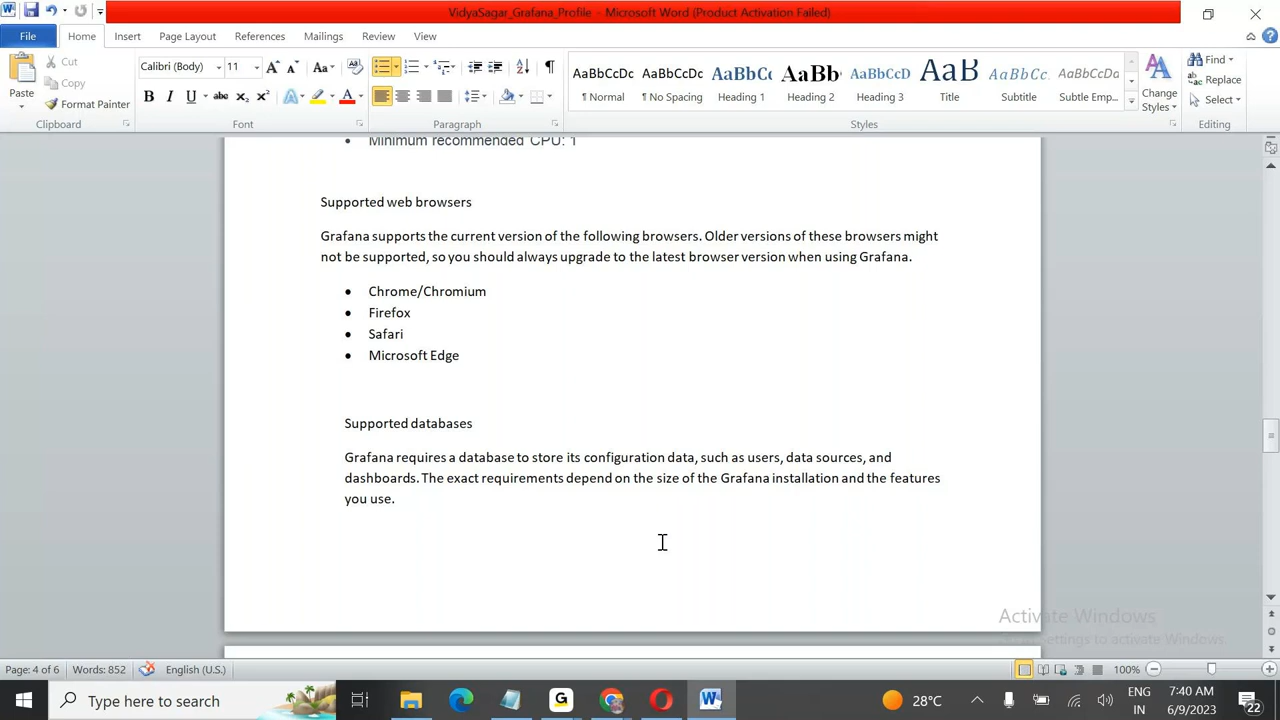 VidyaSagar_Grafana_Profile - Microsoft Word (Product Activation Failed)
File Home Insert Page Layout References Mailings Review View
Paste Cut Copy Format Painter
Calibri (Body) 11
AaBbCcDc AaBbCcDc AaBbCc AaBb AaBbCcD AaB AaBbCc. AaBbCcDc
¶ Normal ¶ No Spacing Heading 1 Heading 2 Heading 3 Title Subtitle Subtle Emp...
Change Styles
Find Replace Select
Clipboard Font Paragraph Styles Editing
• Minimum recommended CPU: 1
Supported web browsers
Grafana supports the current version of the following browsers. Older versions of these browsers might
not be supported, so you should always upgrade to the latest browser version when using Grafana.
• Chrome/Chromium
• Firefox
• Safari
• Microsoft Edge
Supported databases
Grafana requires a database to store its configuration data, such as users, data sources, and
dashboards. The exact requirements depend on the size of the Grafana installation and the features
you use.
Activate Windows
Settings to activate Windows
Page: 4 of 6 Words: 852 English (U.S.) 100%
Type here to search 28°C ENG IN 7:40 AM 6/9/2023 22